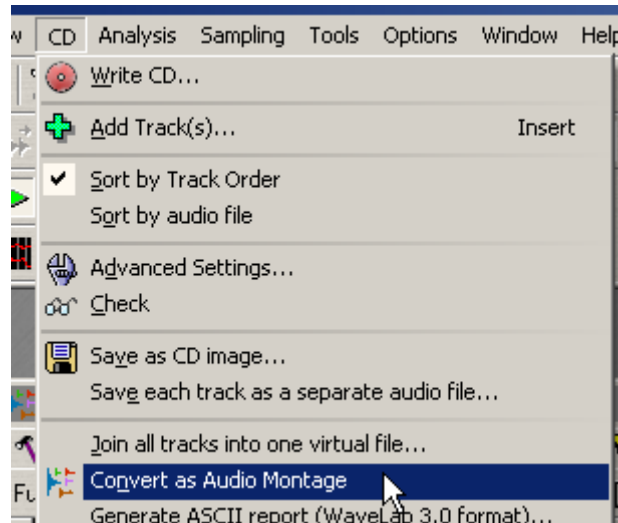 CD Analysis Sampling Tools Options Window Help
Write CD...
Add Track(s)... Insert
Sort by Track Order
Sort by audio file
Advanced Settings...
Check
Save as CD image...
Save each track as a separate audio file...
Join all tracks into one virtual file...
Convert as Audio Montage
Fu
Generate ASCII report (WaveLab 3.0 format)...